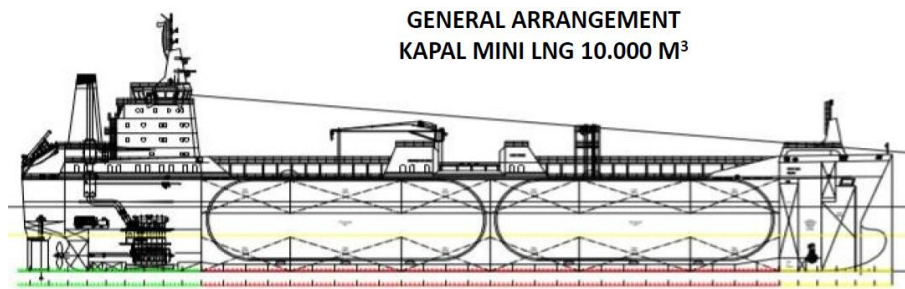 GENERAL ARRANGEMENT
KAPAL MINI LNG 10.000 M³